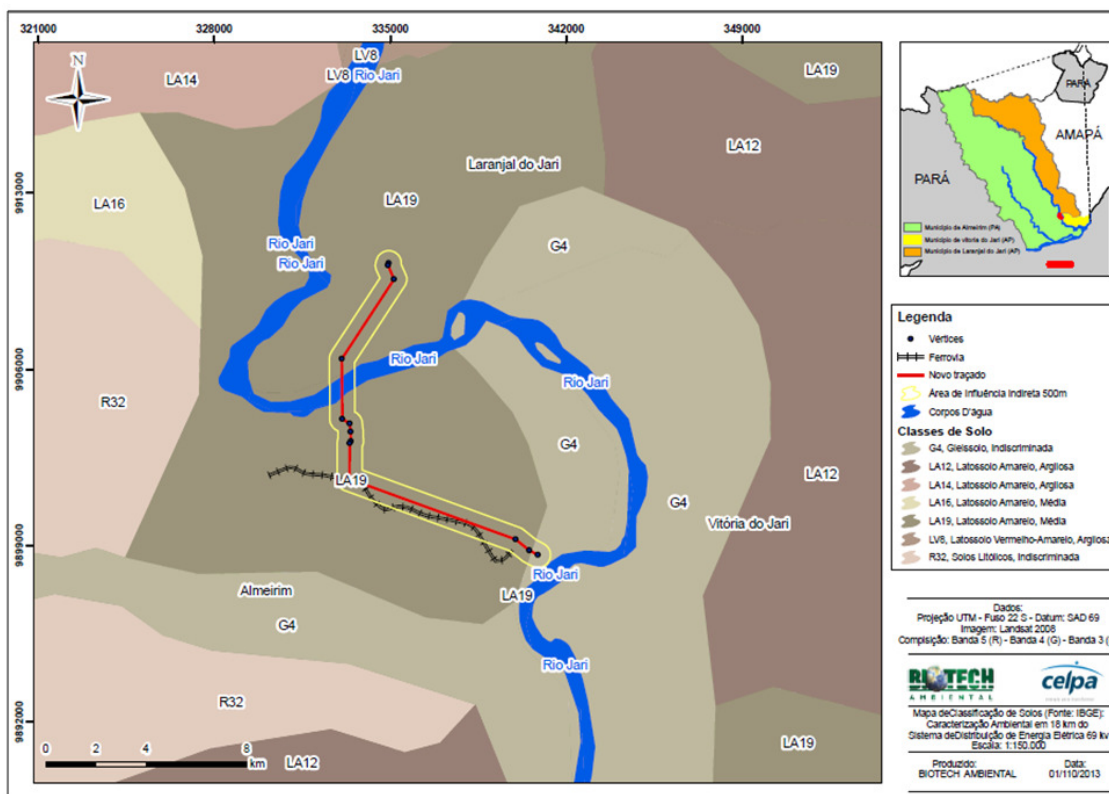 321000
328000
335000
342000
349000
N
LV8
LV8 Rio Jari
LA14
LA19
LA12
Laranjal do Jari
9913000
LA16
LA19
G4
Rio Jari
Rio Jari
9906000
Rio Jari
Rio Jari
R32
G4
LA12
LA19
G4
Vitória do Jari
9899000
Rio Jari
Almeirim
LA19
G4
Rio Jari
R32
9892000
LA19
LA12
0 2 4 8
km
PARÁ
AMAPÁ
PARÁ
Município de Almeirim (PA)
Município de vitoria do Jari (AP)
Município de Laranjal do Jari (AP)
Legenda
Vértices
Ferrovia
Novo traçado
Área de Influência Indireta 500m
Corpos D'água
Classes de Solo
G4, Gleissolo, Indiscriminada
LA12, Latossolo Amarelo, Argilosa
LA14, Latossolo Amarelo, Argilosa
LA16, Latossolo Amarelo, Média
LA19, Latossolo Amarelo, Média
LV8, Latossolo Vermelho-Amarelo, Argilosa
R32, Solos Litólicos, Indiscriminada
Dados:
Projeção UTM - Fuso 22 S - Datum: SAD 69
Imagem: Landsat 2008
Composição: Banda 5 (R) - Banda 4 (G) - Banda 3 (
BIOTECH
AMBIENTAL
celpa
Mapa deClassificação de Solos (Fonte: IBGE):
Caracterização Ambiental em 18 km do
Sistema deDistribuição de Energia Elétrica 69 kv
Escala: 1:150.000
Produzido:
BIOTECH AMBIENTAL
Data:
01/110/2013